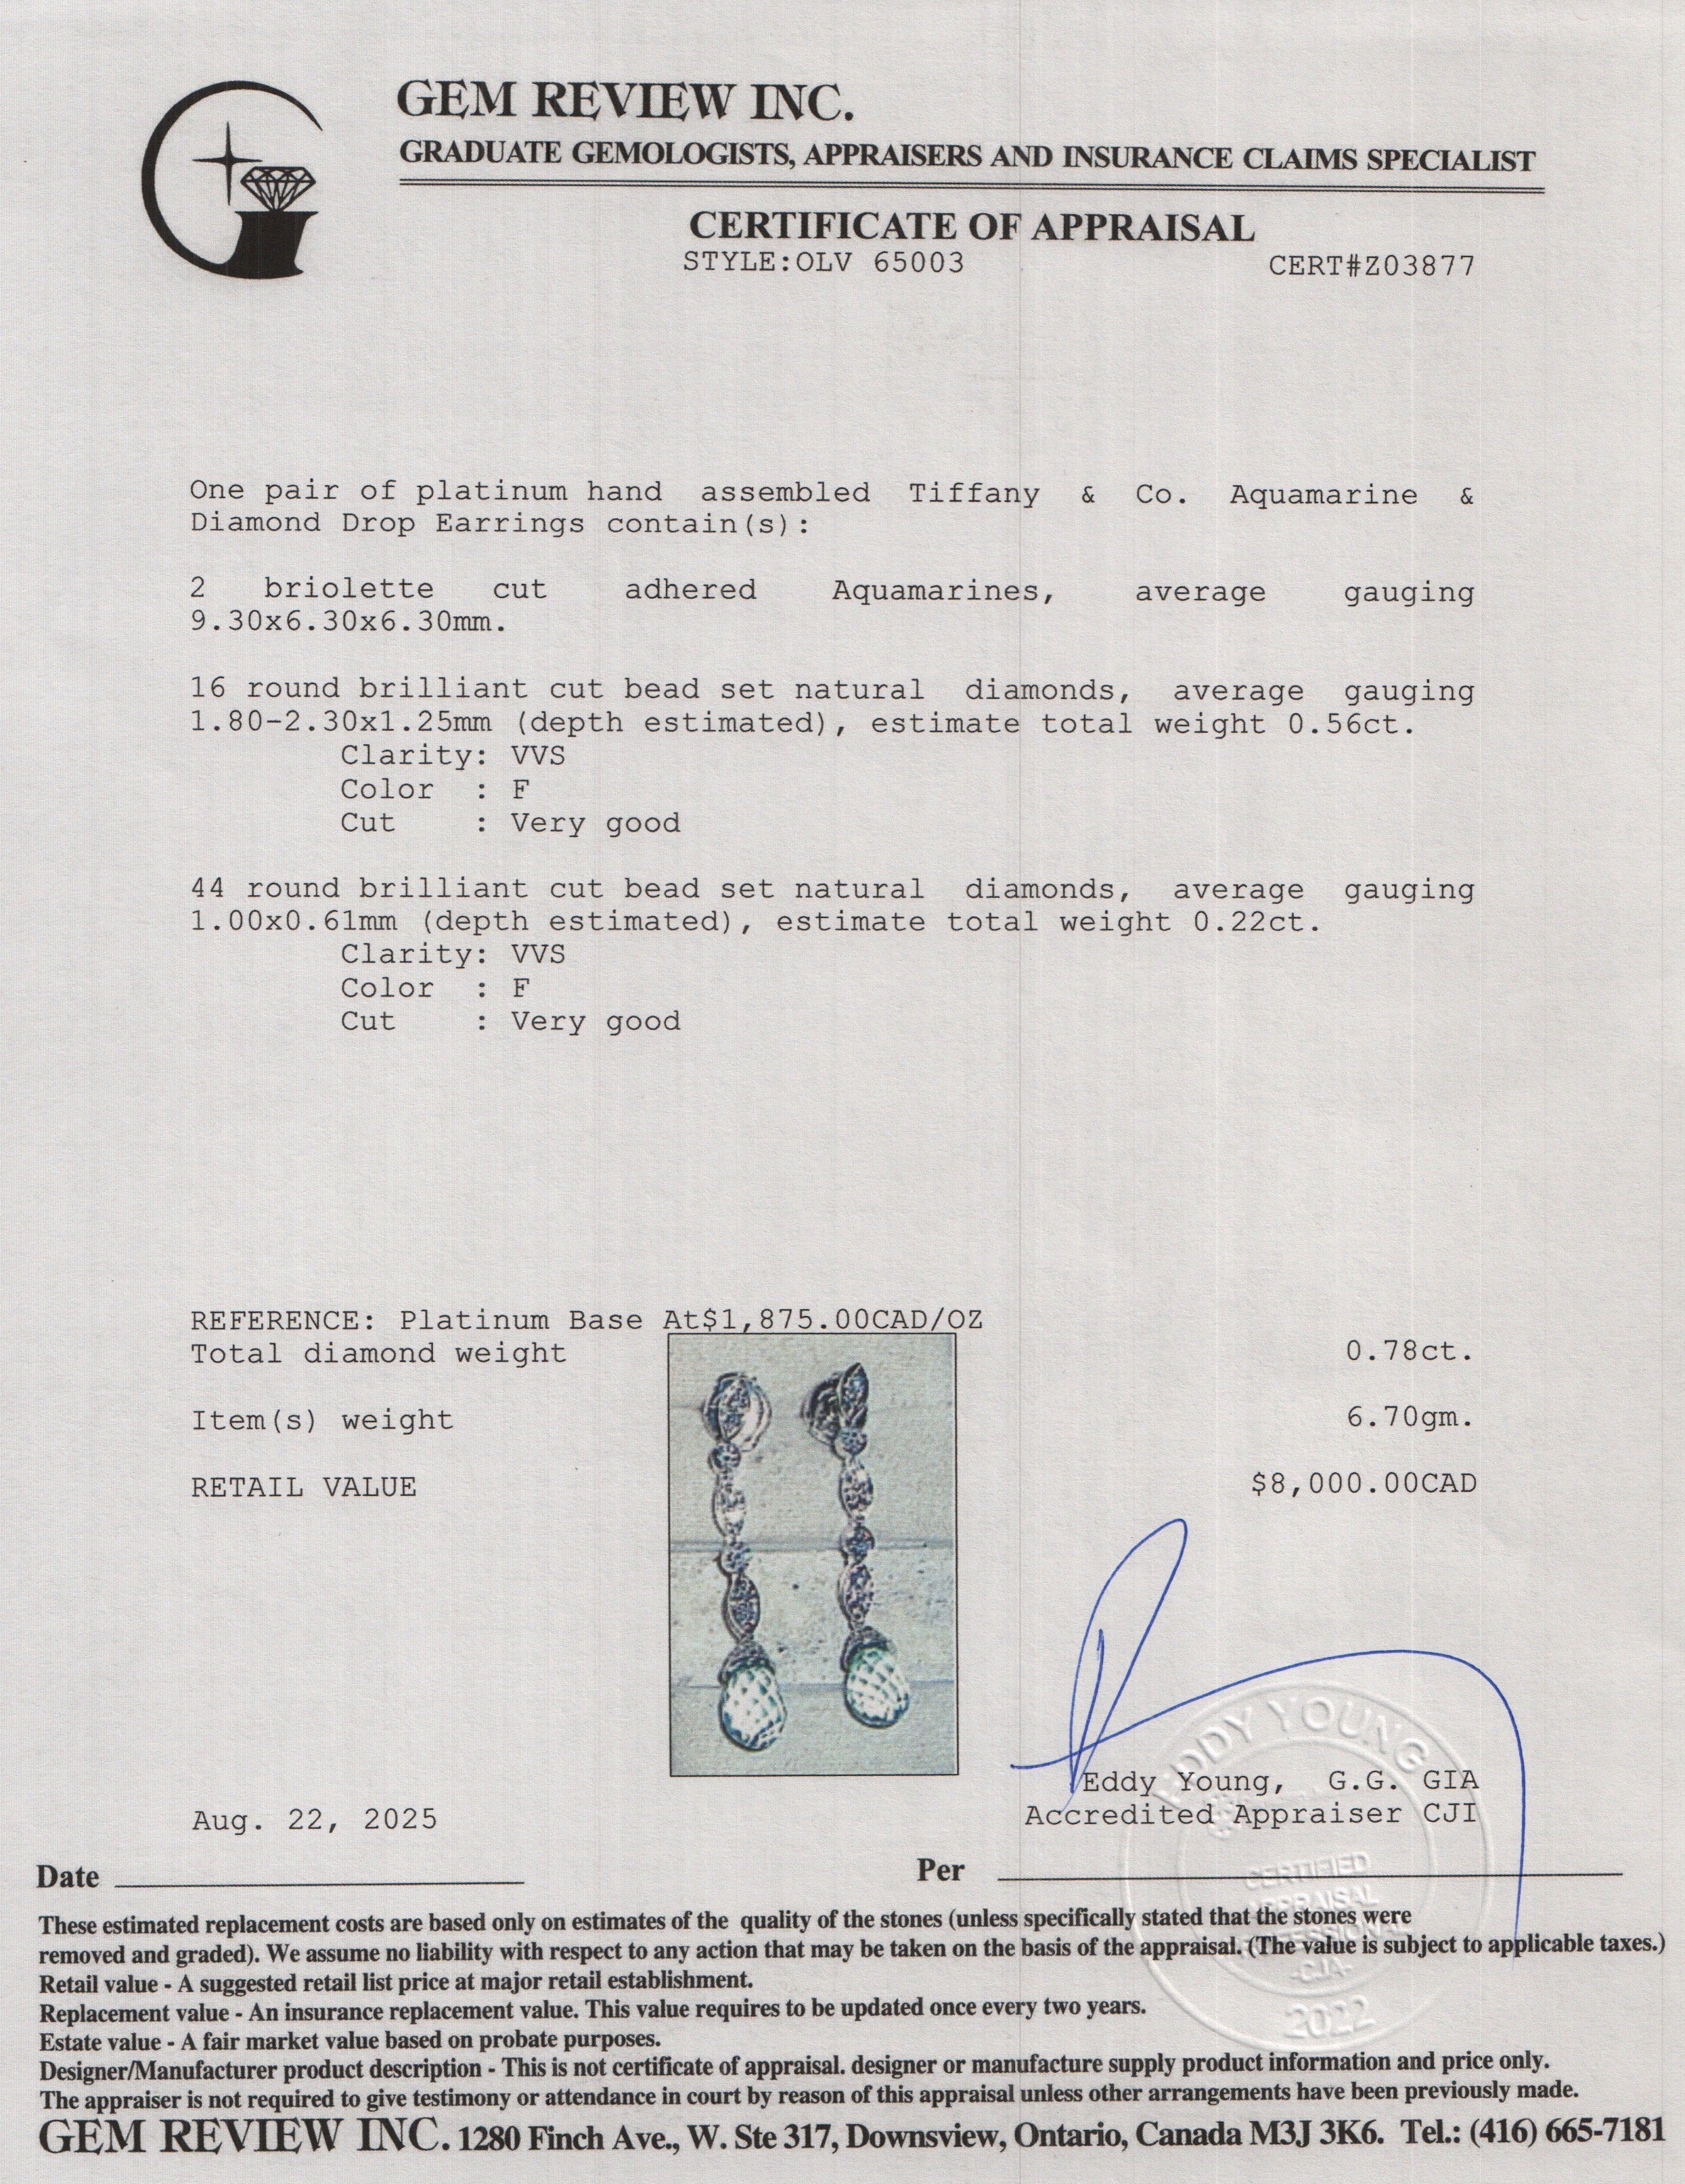 GEM REVIEW INC.
GRADUATE GEMOLOGISTS, APPRAISERS AND INSURANCE CLAIMS SPECIALIST
CERTIFICATE OF APPRAISAL
STYLE:OLV 65003
CERT#Z03877
One pair of platinum hand assembled Tiffany & Co. Aquamarine &
Diamond Drop Earrings contain(s):
2 briolette cut adhered Aquamarines, average gauging
9.30x6.30x6.30mm.
16 round brilliant cut bead set natural diamonds, average gauging
1.80-2.30x1.25mm (depth estimated), estimate total weight 0.56ct.
Clarity: VVS
Color : F
Cut : Very good
44 round brilliant cut bead set natural diamonds, average gauging
1.00x0.61mm (depth estimated), estimate total weight 0.22ct.
Clarity: VVS
Color : F
Cut : Very good
REFERENCE: Platinum Base At$1,875.00CAD/OZ
Total diamond weight 0.78ct.
Item(s) weight 6.70gm.
RETAIL VALUE $8,000.00CAD
EDDY YOUNG
Eddy Young, G.G. GIA
Accredited Appraiser CJI
Aug. 22, 2025
CERTIFIED
APPRAISAL
PROFESSIONAL
-CJA-
2022
Date
Per
These estimated replacement costs are based only on estimates of the quality of the stones (unless specifically stated that the stones were
removed and graded). We assume no liability with respect to any action that may be taken on the basis of the appraisal. (The value is subject to applicable taxes.)
Retail value - A suggested retail list price at major retail establishment.
Replacement value - An insurance replacement value. This value requires to be updated once every two years.
Estate value - A fair market value based on probate purposes.
Designer/Manufacturer product description - This is not certificate of appraisal. designer or manufacture supply product information and price only.
The appraiser is not required to give testimony or attendance in court by reason of this appraisal unless other arrangements have been previously made.
GEM REVIEW INC. 1280 Finch Ave., W. Ste 317, Downsview, Ontario, Canada M3J 3K6. Tel.: (416) 665-7181